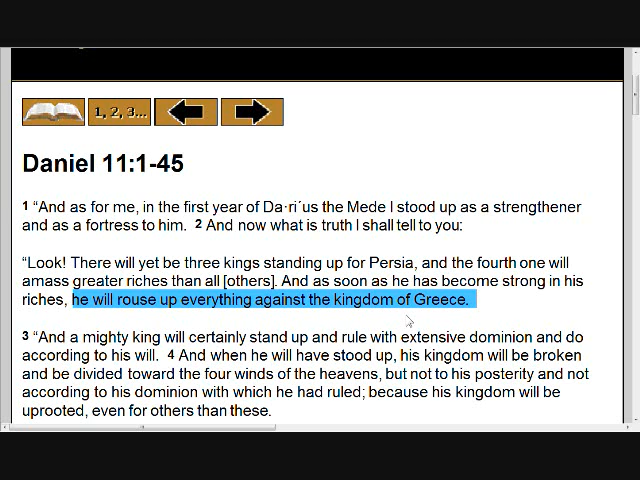 1, 2, 3...
Daniel 11:1-45
1 “And as for me, in the first year of Da·ri´us the Mede I stood up as a strengthener
and as a fortress to him. 2 And now what is truth I shall tell to you:
“Look! There will yet be three kings standing up for Persia, and the fourth one will
amass greater riches than all [others]. And as soon as he has become strong in his
riches, he will rouse up everything against the kingdom of Greece.
3 “And a mighty king will certainly stand up and rule with extensive dominion and do
according to his will. 4 And when he will have stood up, his kingdom will be broken
and be divided toward the four winds of the heavens, but not to his posterity and not
according to his dominion with which he had ruled; because his kingdom will be
uprooted, even for others than these.